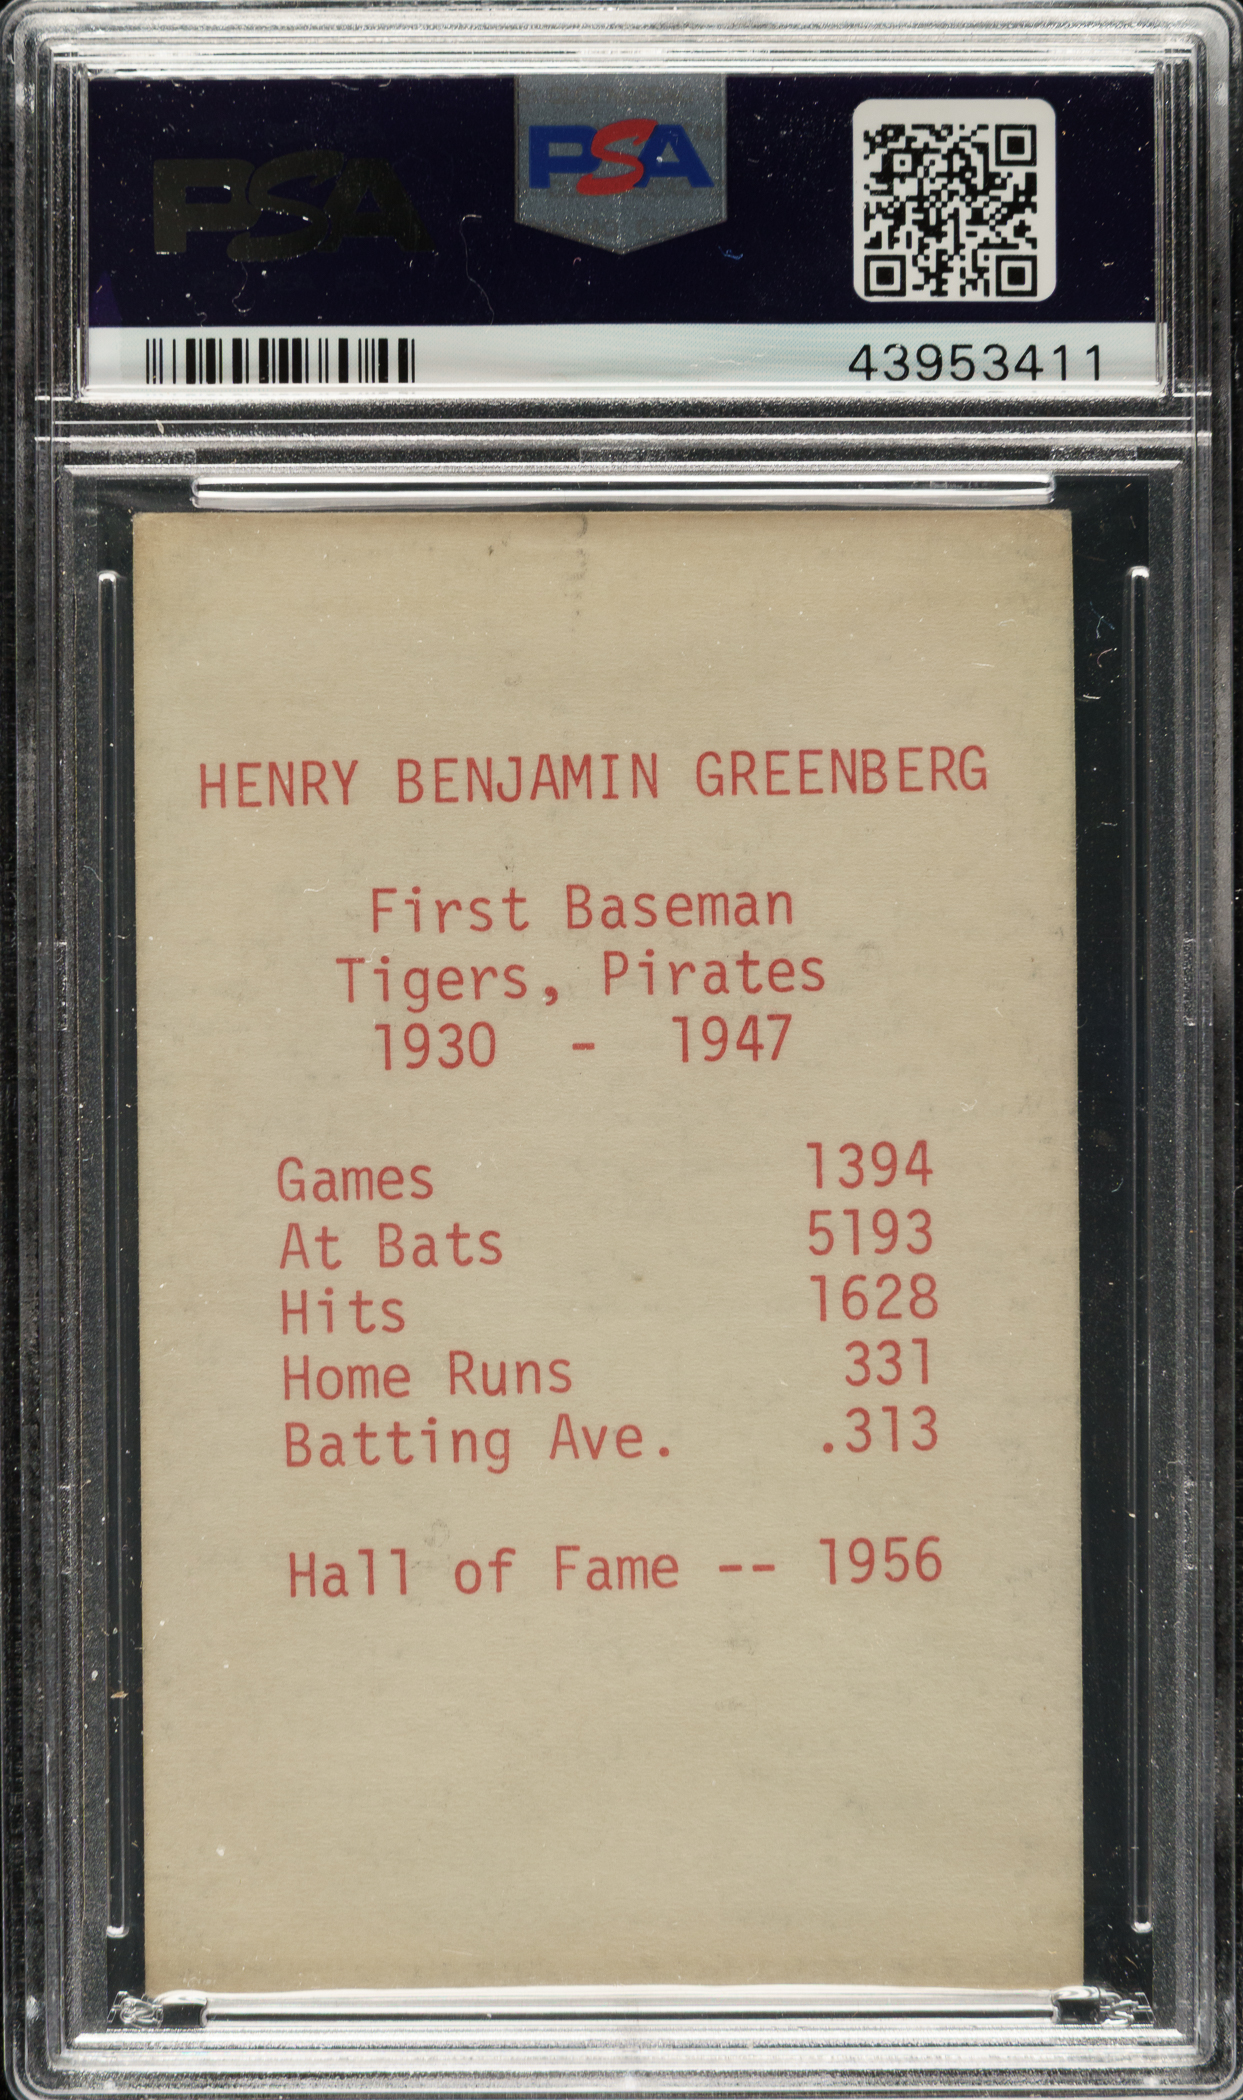 PSA
PSA
43953411
HENRY BENJAMIN GREENBERG
First Baseman
Tigers, Pirates
1930 - 1947
Games 1394
At Bats 5193
Hits 1628
Home Runs 331
Batting Ave. .313
Hall of Fame -- 1956